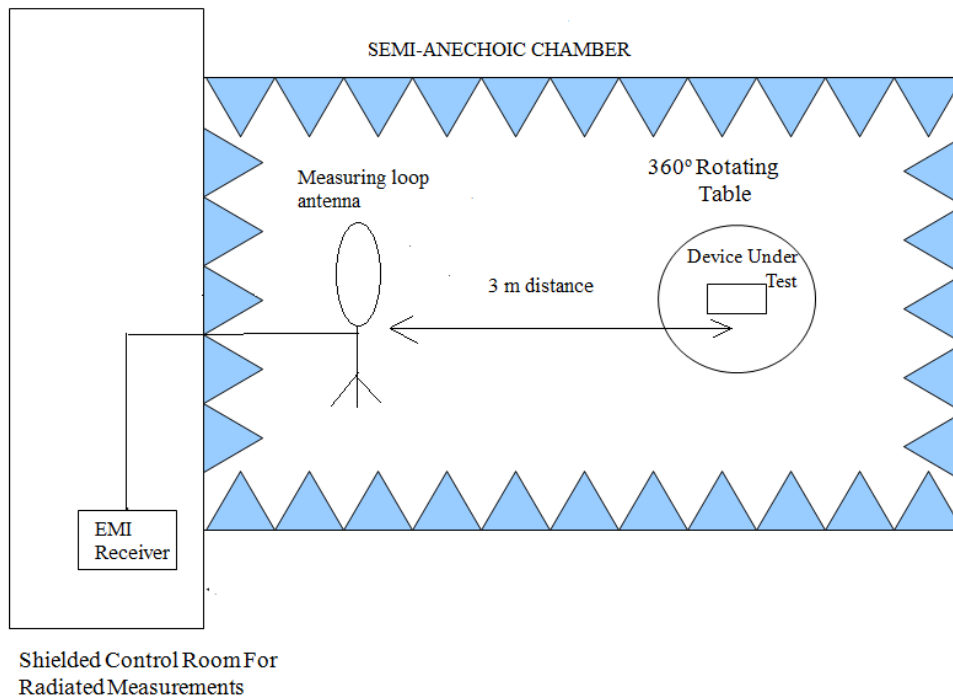 SEMI-ANECHOIC CHAMBER
Measuring loop
antenna
360º Rotating
Table
Device Under
Test
3 m distance
EMI
Receiver
Shielded Control Room For
Radiated Measurements